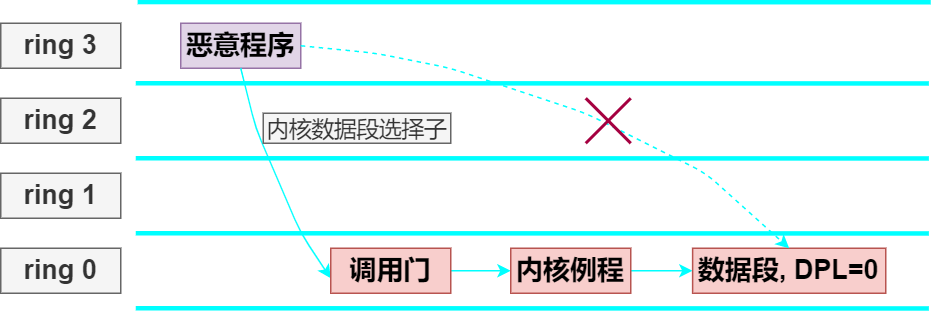 ring 3
恶意程序
ring 2
内核数据段选择子
ring 1
ring 0
调用门
内核例程
数据段, DPL=0